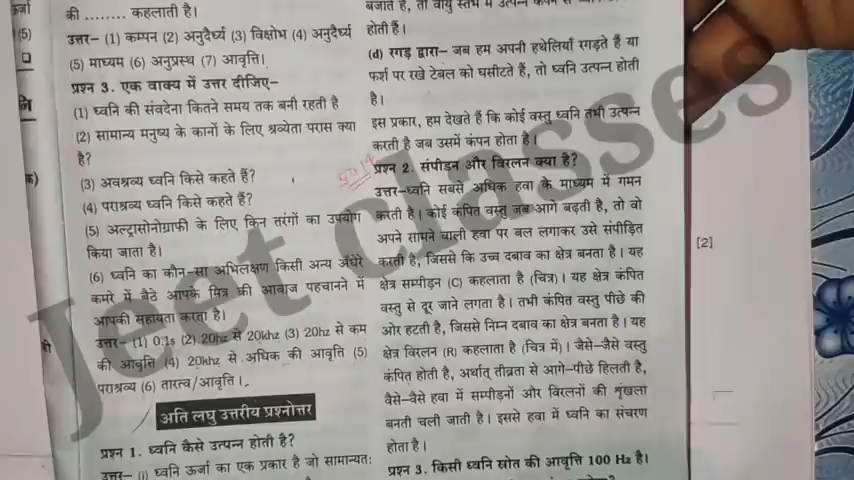 ऊर्जा
(5)
नि
क)
की ........ कहलाती है।
उत्तर– (1) कम्पन (2) अनुदैर्घ्य (3) विक्षोभ (4) अनुदैर्घ्य
(5) माध्यम (6) अनुप्रस्थ (7) आवृत्ति।
प्रश्न 3. एक वाक्य में उत्तर दीजिए–
(1) ध्वनि की संवदेना कितने समय तक बनी रहती है
(2) सामान्य मनुष्य के कानों के लिए श्रव्येता परास क्या
है?
(3) अवश्रव्य ध्वनि किसे कहते हैं?
(4) पराश्रव्य ध्वनि किसे कहते हैं?
(5) अल्ट्रासोनोग्राफी के लिए किन तरंगों का उपयोग
किया जाता है।
(6) ध्वनि का कौन-सा अभिलक्षण किसी अन्य अँधेरे
कमरे में बैठे आपके मित्र की आवाज पहचानने में
आपकी सहायता करता है।
उत्तर– (1) 0.1s (2) 20hz से 20khz (3) 20hz से कम
की आवृत्ति (4) 20khz से अधिक की आवृत्ति (5)
पराश्रव्य (6) तारत्व/आवृत्ति।
अति लघु उत्तरीय प्रश्नोत्तर
प्रश्न 1. ध्वनि कैसे उत्पन्न होती है?
उत्तर– (i) ध्वनि ऊर्जा का एक प्रकार है जो सामान्यतः
बजाते हैं, तो वायु स्तंभ में उत्पन्न कंपन से
होती हैं।
(d) रगड़ द्वारा– जब हम अपनी हथेलियाँ रगड़ते हैं या
फर्श पर रखे टेबल को घसीटते हैं, तो ध्वनि उत्पन्न होती
है।
इस प्रकार, हम देखते हैं कि कोई वस्तु ध्वनि तभी उत्पन्न
करती है जब उसमें कंपन होता है।
प्रश्न 2. संपीडन और विरलन क्या है?
उत्तर–ध्वनि सबसे अधिक हवा के माध्यम में गमन
करती है। कोई कंपित वस्तु जब आगे बढ़ती है, तो वो
अपने सामने वाली हवा पर बल लगाकर उसे संपीड़ित
करती है, जिससे कि उच्च दबाव का क्षेत्र बनता है। यह
क्षेत्र सम्पीड़न (C) कहलाता है (चित्र)। यह क्षेत्र कंपित
वस्तु से दूर जाने लगता है। तभी कंपित वस्तु पीछे की
ओर हटती है, जिससे निम्न दबाव का क्षेत्र बनता है। यह
क्षेत्र विरलन (R) कहलाता है (चित्र में)। जैसे-जैसे वस्तु
कंपित होती है, अर्थात् तीव्रता से आगे-पीछे हिलती है,
वैसे-वैसे हवा में सम्पीड़नों और विरलनों की शृंखला
बनती चली जाती है। इससे हवा में ध्वनि का संचरण
होता है।
प्रश्न 3. किसी ध्वनि स्रोत की आवृत्ति 100 Hz है।
[2]
Jeet classes